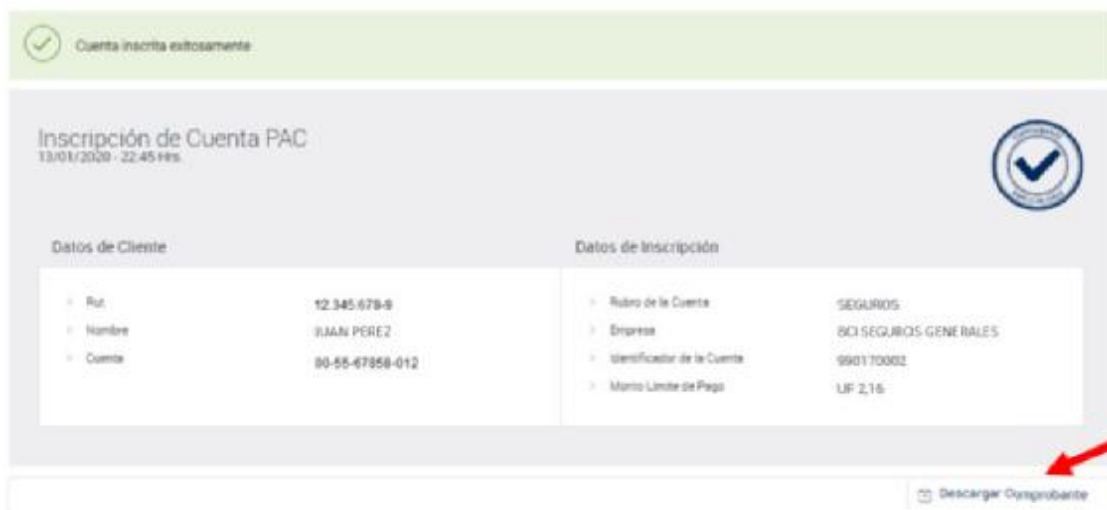 Cuenta inscrita exitosamente
Inscripción de Cuenta PAC
13/01/2020 - 22:45 Hrs.
Datos de Cliente
Rut 12.345.678-9
Nombre JUAN PEREZ
Cuenta 00-55-67858-012
Datos de Inscripción
Rubro de la Cuenta SEGUROS
Empresa BCI SEGUROS GENERALES
Identificador de la Cuenta 990170002
Monto Límite de Pago UF 2,16
Descargar Comprobante